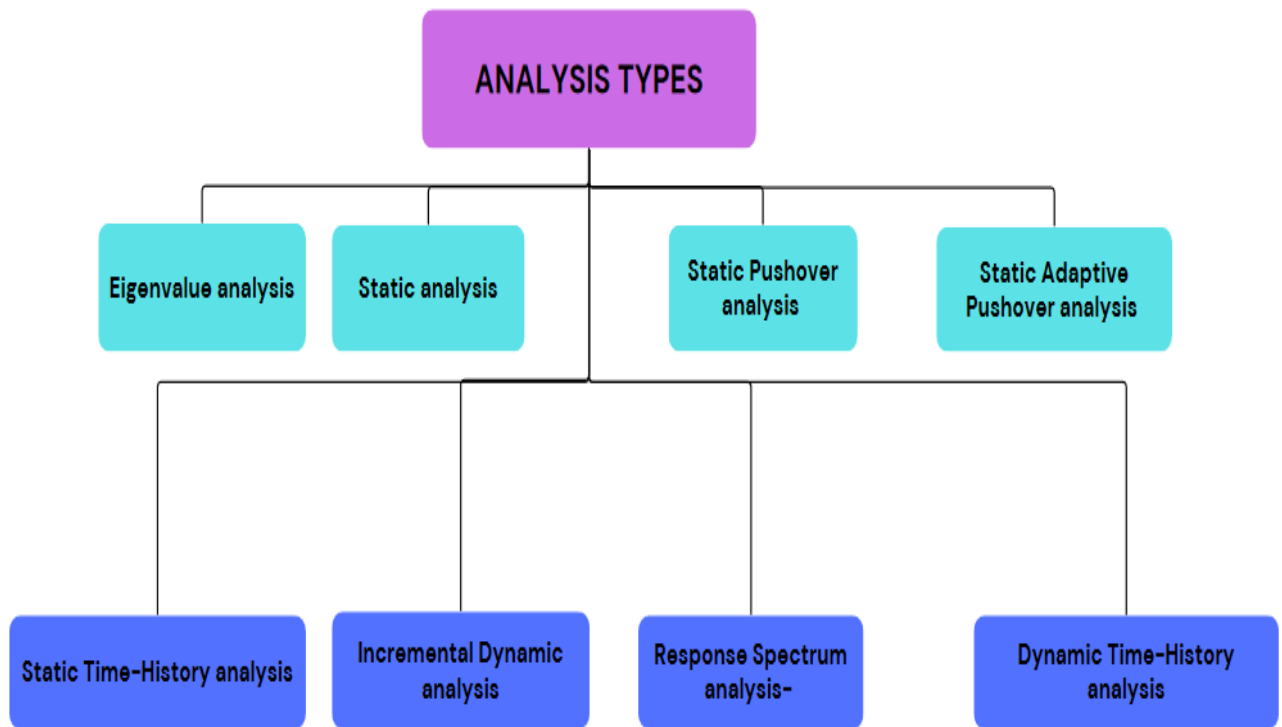 ANALYSIS TYPES
Eigenvalue analysis
Static analysis
Static Pushover
analysis
Static Adaptive
Pushover analysis
Static Time-History analysis
Incremental Dynamic
analysis
Response Spectrum
analysis-
Dynamic Time-History
analysis